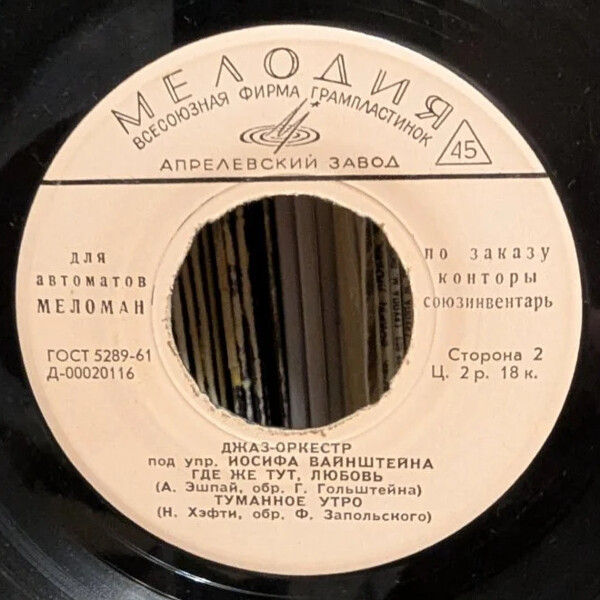 МЕЛОДИЯ
ВСЕСОЮЗНАЯ ФИРМА ГРАМПЛАСТИНОК
45
АПРЕЛЕВСКИЙ ЗАВОД
для
автоматов
МЕЛОМАН
по заказу
конторы
союзинвентарь
ГОСТ 5289-61
Д-00020116
Сторона 2
Ц. 2 р. 18 к.
ДЖАЗ-ОРКЕСТР
под упр. ИОСИФА ВАЙНШТЕЙНА
ГДЕ ЖЕ ТУТ, ЛЮБОВЬ
(А. Эшпай, обр. Г. Гольштейна)
ТУМАННОЕ УТРО
(Н. Хэфти, обр. Ф. Запольского)